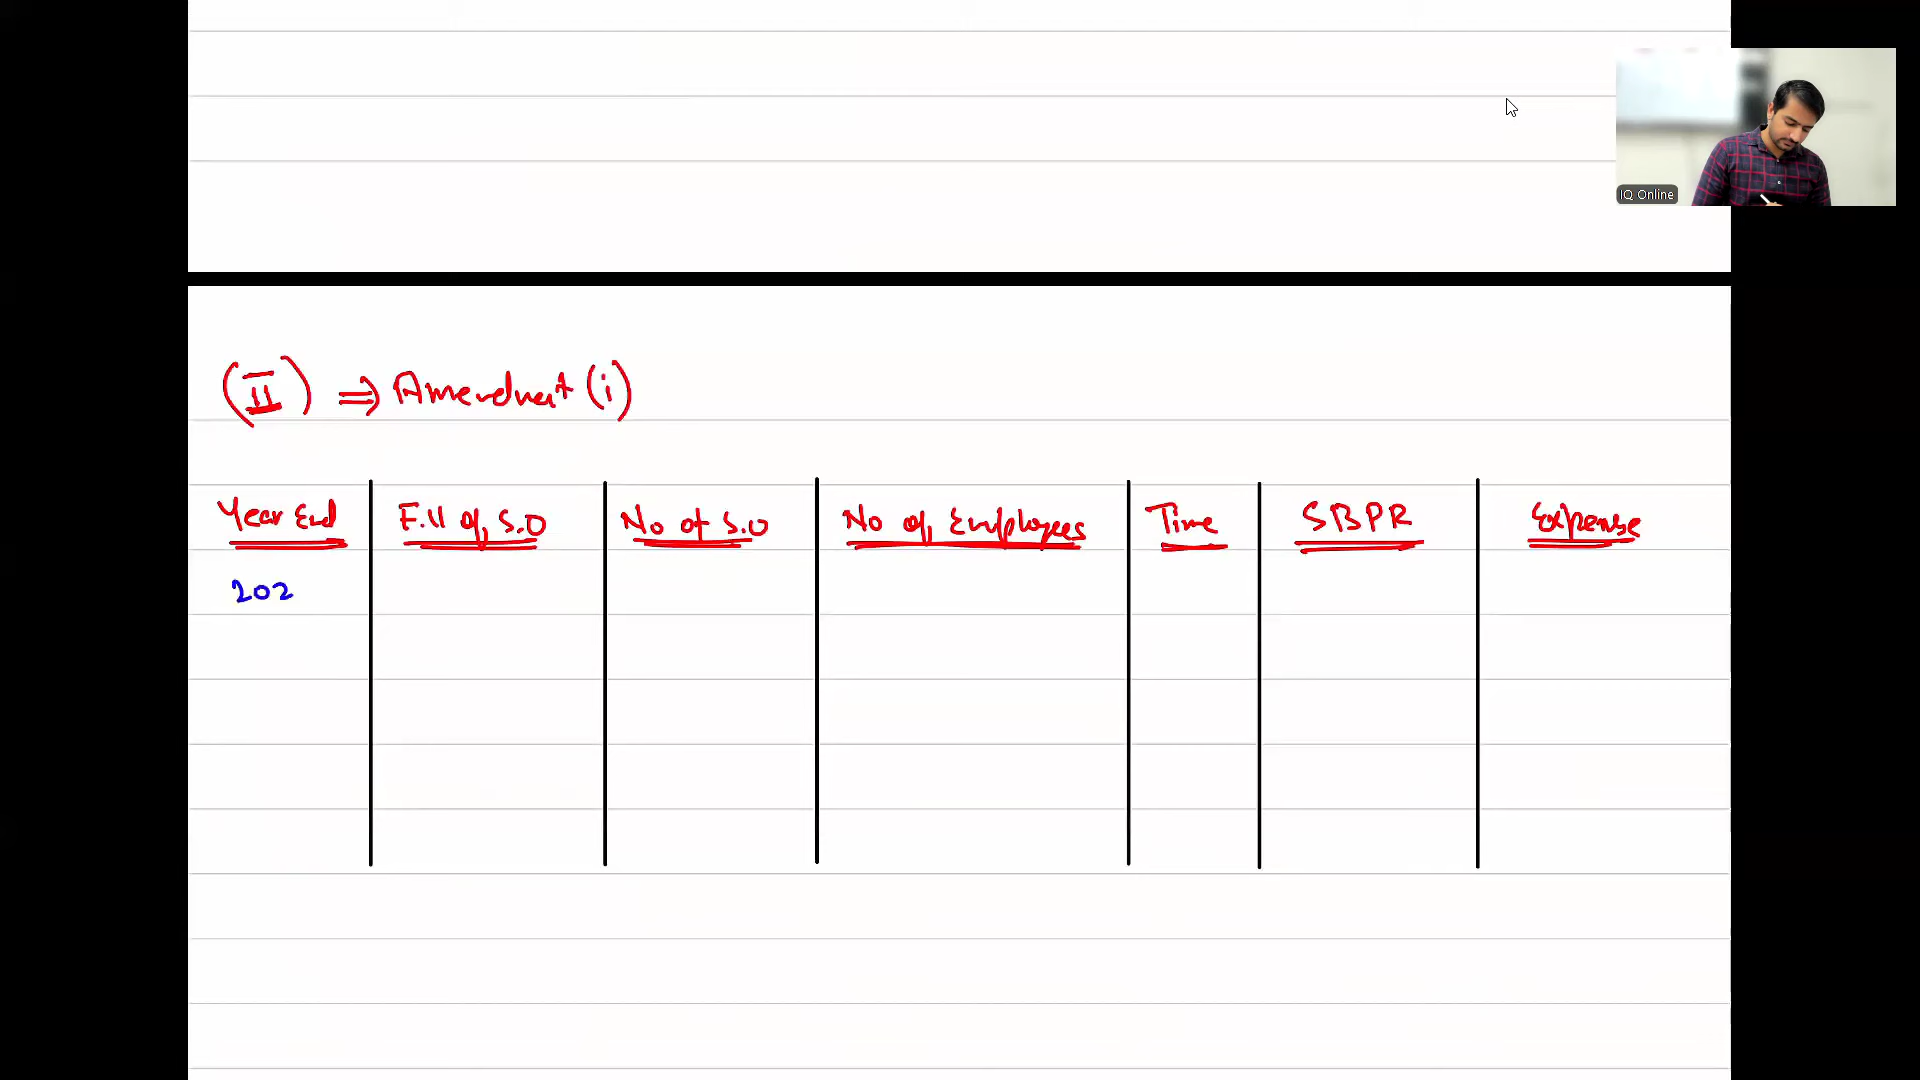 IQ Online
(II) ⇒ Amendment (i)
Year End F.V of S.O No of S.O No of Employees Time SBPR Expense
202